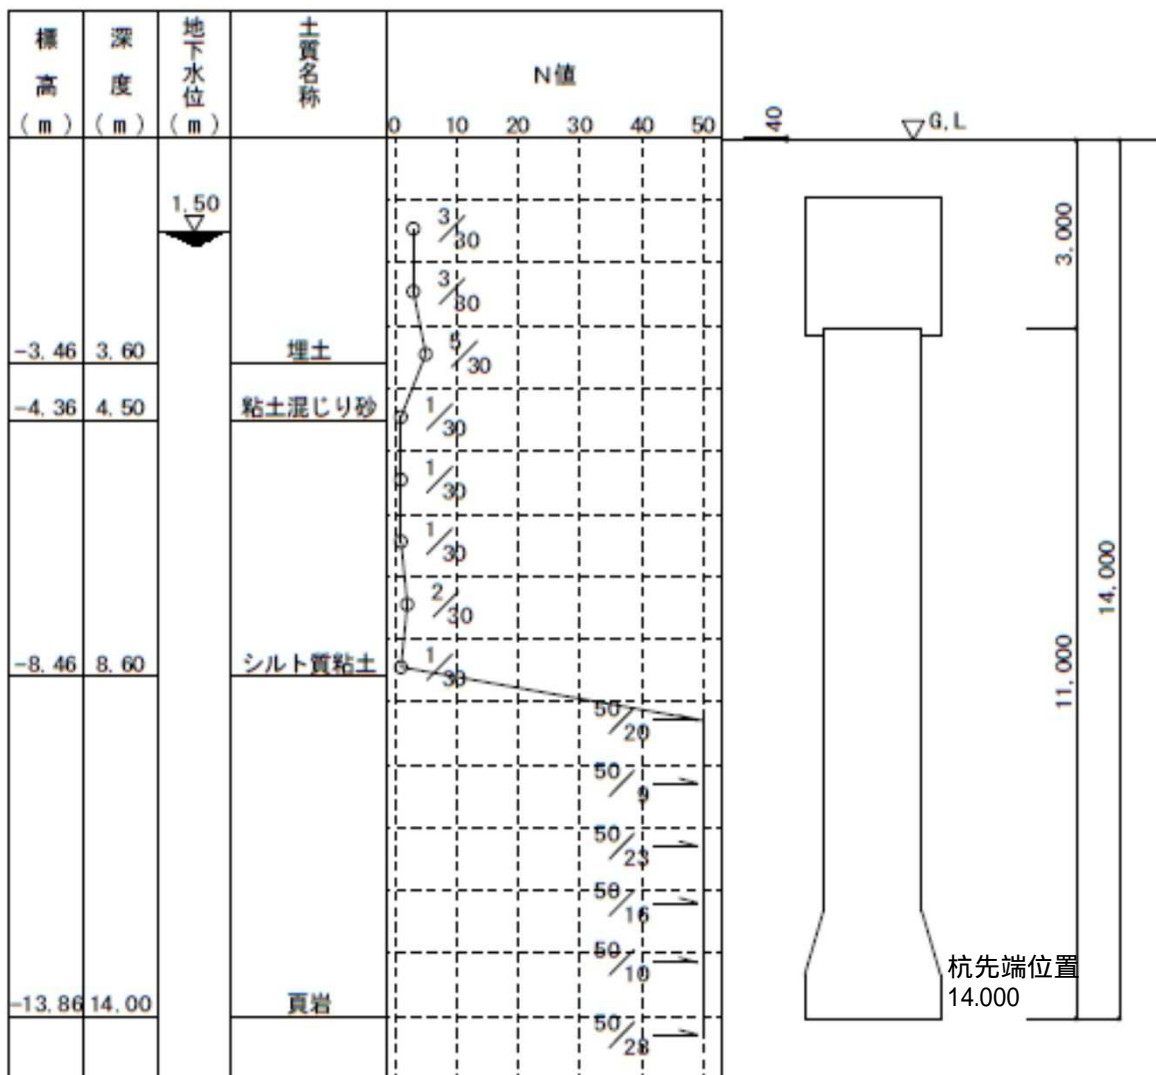 標高(m)
深度(m)
地下水位(m)
土質名称
N値
0 10 20 30 40 50
40
G.L
1.50
3/30
3/30
3.000
-3.46 3.60 埋土
5/30
-4.36 4.50 粘土混じり砂
1/30
1/30
1/30
14.000
2/30
11.000
-8.46 8.60 シルト質粘土
1/30
50/20
50/9
50/23
50/16
50/10
杭先端位置
14.000
-13.86 14.00 頁岩
50/28